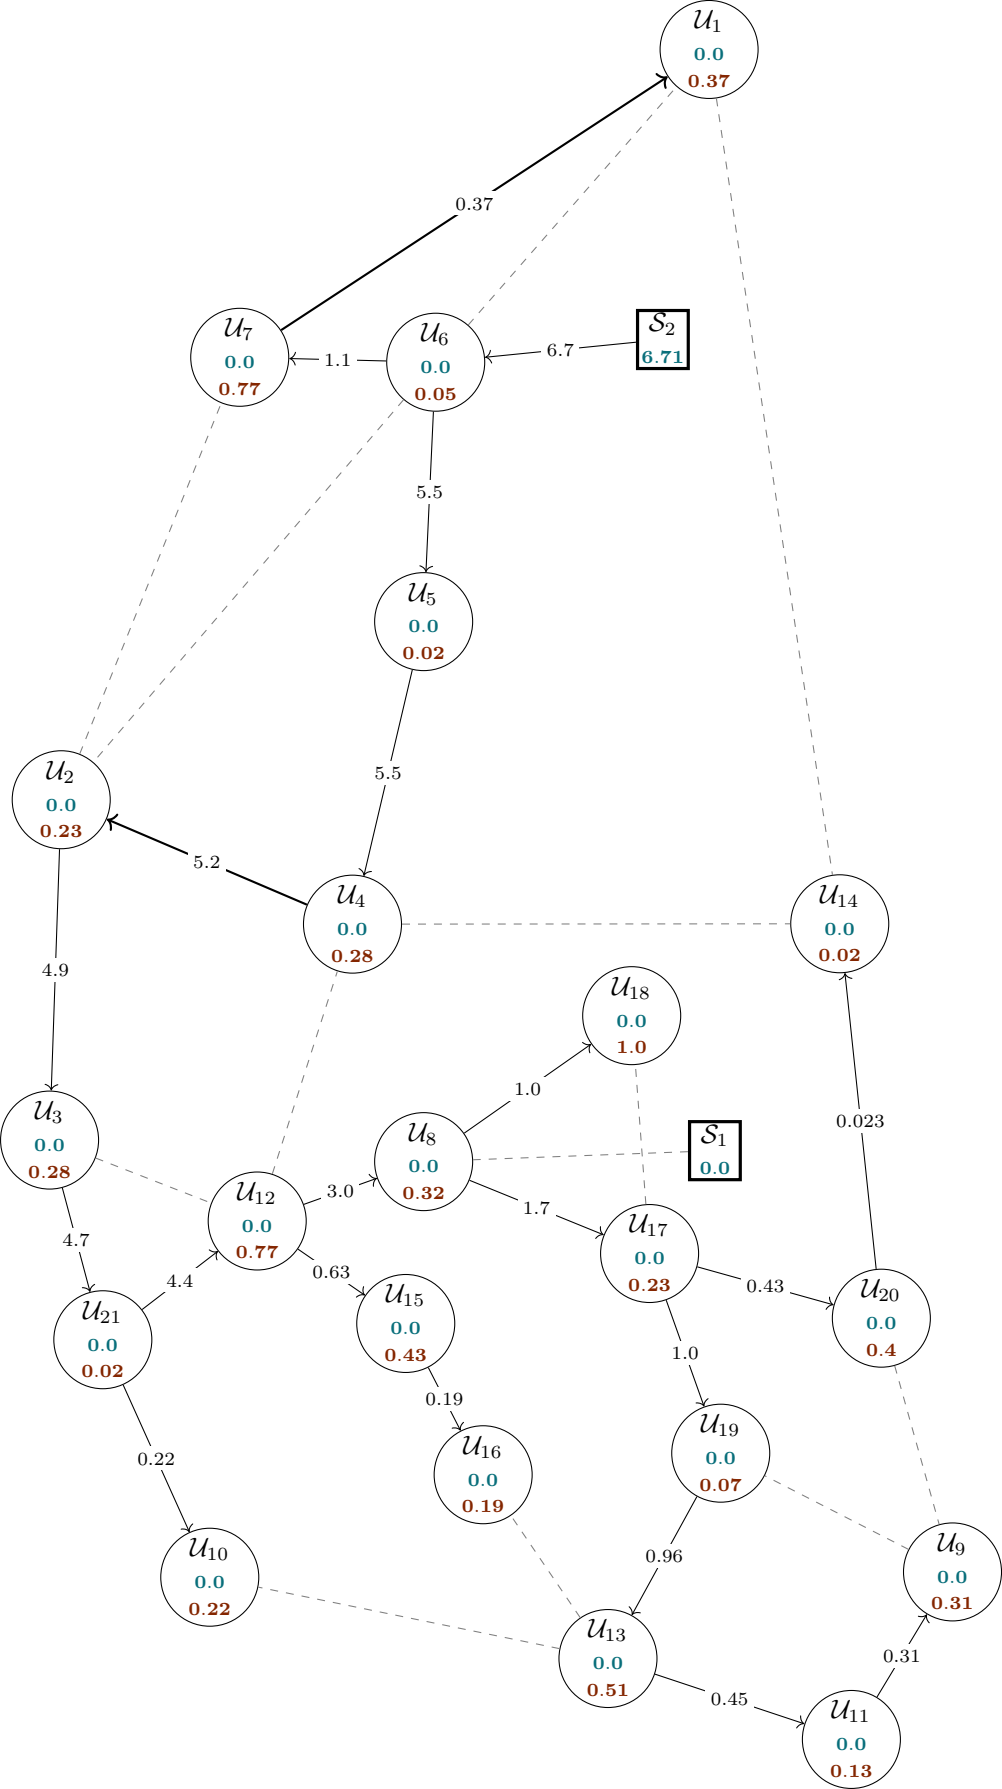 𝒰₁
0.0
0.37
0.37
𝒰₇
0.0
0.77
1.1
𝒰₆
0.0
0.05
6.7
𝒮₂
6.71
5.5
𝒰₅
0.0
0.02
5.5
𝒰₂
0.0
0.23
5.2
𝒰₄
0.0
0.28
𝒰₁₄
0.0
0.02
4.9
𝒰₁₈
0.0
1.0
1.0
𝒰₃
0.0
0.28
𝒰₈
0.0
0.32
𝒮₁
0.0
0.023
𝒰₁₂
0.0
0.77
3.0
1.7
𝒰₁₇
0.0
0.23
4.7
4.4
0.63
0.43
𝒰₂₁
0.0
0.02
𝒰₁₅
0.0
0.43
𝒰₂₀
0.0
0.4
1.0
0.19
0.22
𝒰₁₆
0.0
0.19
𝒰₁₉
0.0
0.07
𝒰₁₀
0.0
0.22
0.96
𝒰₉
0.0
0.31
𝒰₁₃
0.0
0.51
0.31
0.45
𝒰₁₁
0.0
0.13